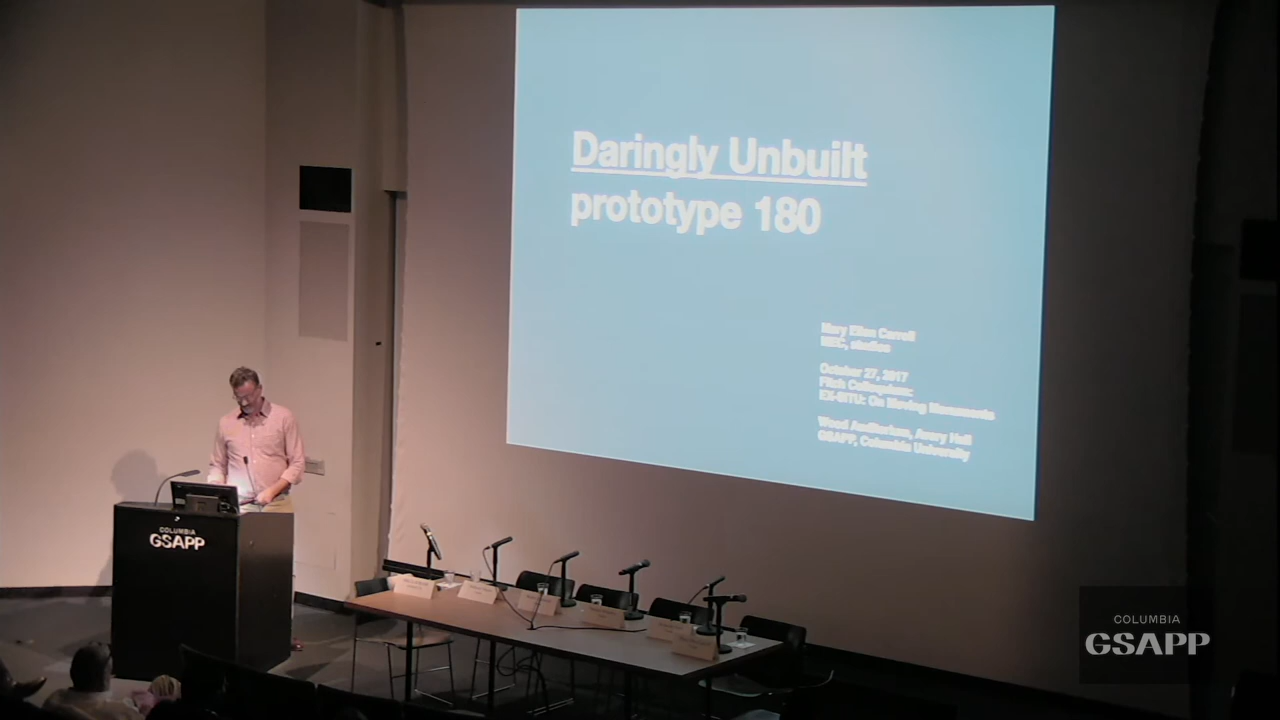 Daringly Unbuilt
prototype 180
Mary Ellen Carroll
MEC, studios
October 27, 2017
Fitch Colloquium:
EX-SITU: On Moving Monuments
Wood Auditorium, Avery Hall
GSAPP, Columbia University
COLUMBIA
GSAPP
COLUMBIA
GSAPP